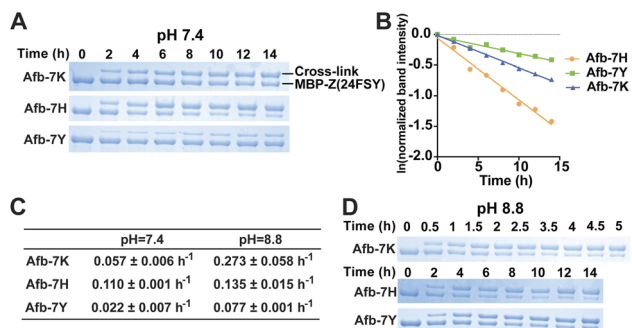 A
pH 7.4
Time (h) 0 2 4 6 8 10 12 14
Afb-7K
Cross-link
MBP-Z(24FSY)
Afb-7H
Afb-7Y
B
ln(normalized band intensity)
0.0
-0.5
-1.0
-1.5
-2.0
0 5 10 15
Time (h)
Afb-7H
Afb-7Y
Afb-7K
C
pH=7.4 pH=8.8
Afb-7K 0.057 ± 0.006 h-1 0.273 ± 0.058 h-1
Afb-7H 0.110 ± 0.001 h-1 0.135 ± 0.015 h-1
Afb-7Y 0.022 ± 0.007 h-1 0.077 ± 0.001 h-1
D
pH 8.8
Time (h) 0 0.5 1 1.5 2 2.5 3.5 4 4.5 5
Afb-7K
Time (h) 0 2 4 6 8 10 12 14
Afb-7H
Afb-7Y